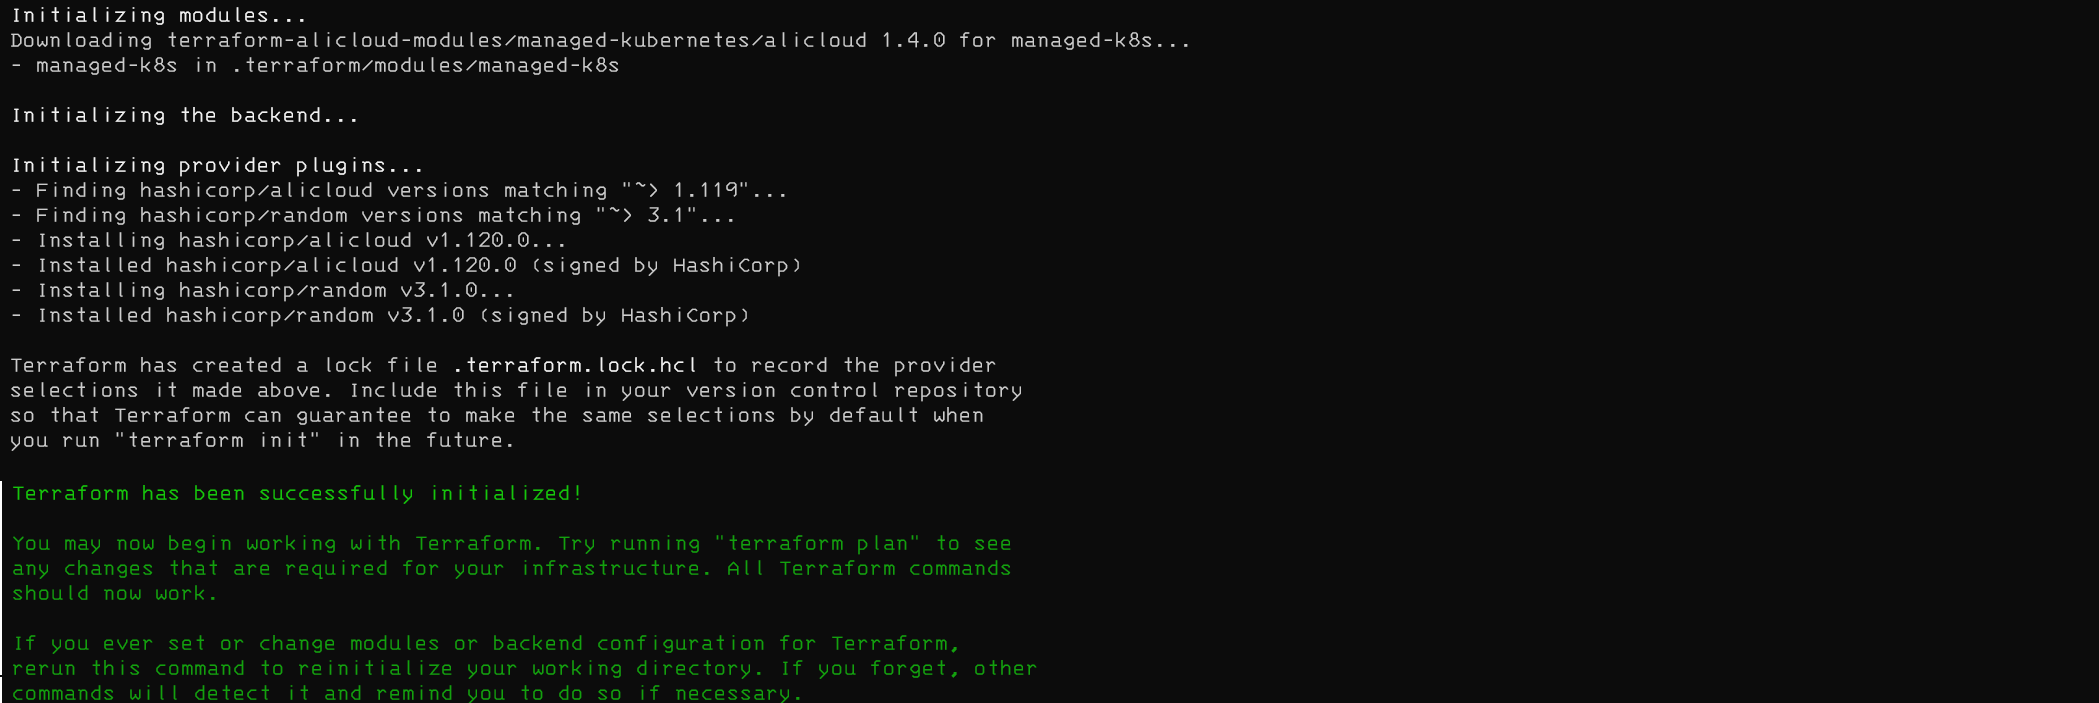 Initializing modules...
Downloading terraform-alicloud-modules/managed-kubernetes/alicloud 1.4.0 for managed-k8s...
- managed-k8s in .terraform/modules/managed-k8s
Initializing the backend...
Initializing provider plugins...
- Finding hashicorp/alicloud versions matching "~> 1.119"...
- Finding hashicorp/random versions matching "~> 3.1"...
- Installing hashicorp/alicloud v1.120.0...
- Installed hashicorp/alicloud v1.120.0 (signed by HashiCorp)
- Installing hashicorp/random v3.1.0...
- Installed hashicorp/random v3.1.0 (signed by HashiCorp)
Terraform has created a lock file .terraform.lock.hcl to record the provider
selections it made above. Include this file in your version control repository
so that Terraform can guarantee to make the same selections by default when
you run "terraform init" in the future.
Terraform has been successfully initialized!
You may now begin working with Terraform. Try running "terraform plan" to see
any changes that are required for your infrastructure. All Terraform commands
should now work.
If you ever set or change modules or backend configuration for Terraform,
rerun this command to reinitialize your working directory. If you forget, other
commands will detect it and remind you to do so if necessary.